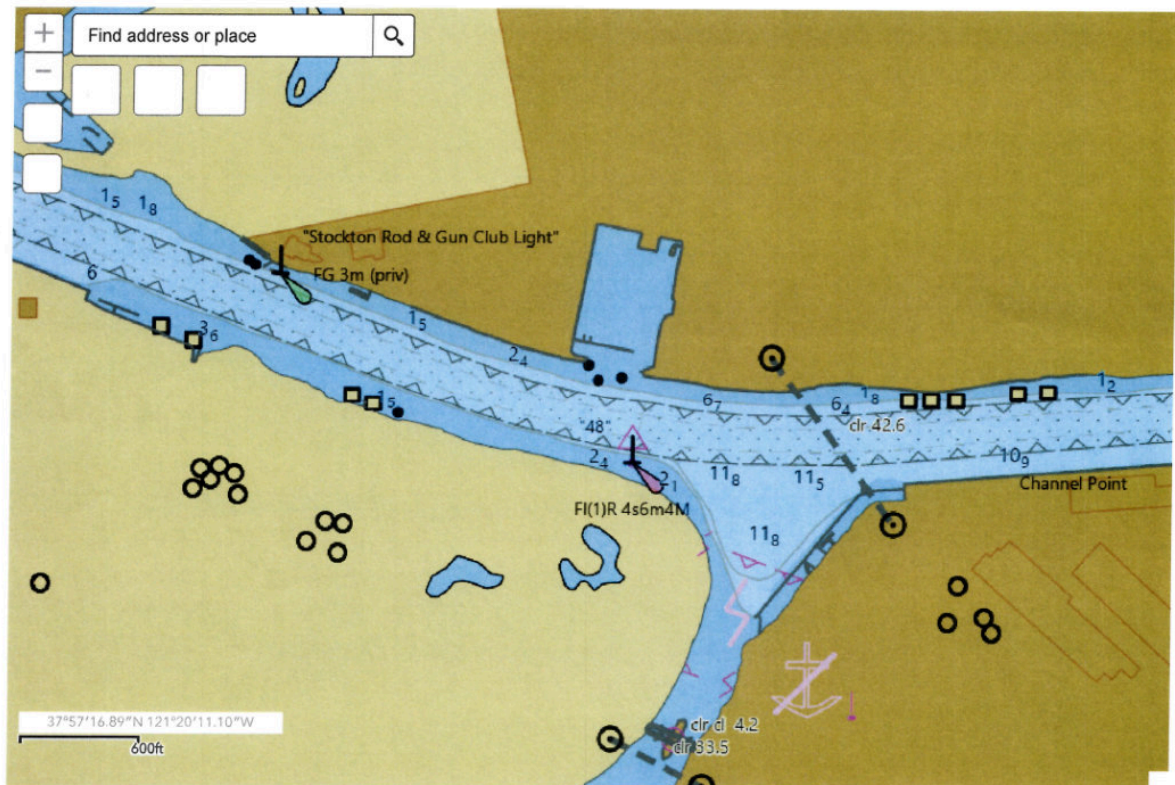 +
Find address or place
−
1₅
1₈
"Stockton Rod & Gun Club Light"
FG 3m (priv)
6
3₆
1₅
2₄
1₅
6₇
6₄
1₈
1₂
clr 42.6
"48"
2₄
2₁
11₈
11₅
10₉
Channel Point
Fl(1)R 4s6m4M
11₈
clr cl 4.2
clr 33.5
37°57'16.89"N 121°20'11.10"W
600ft